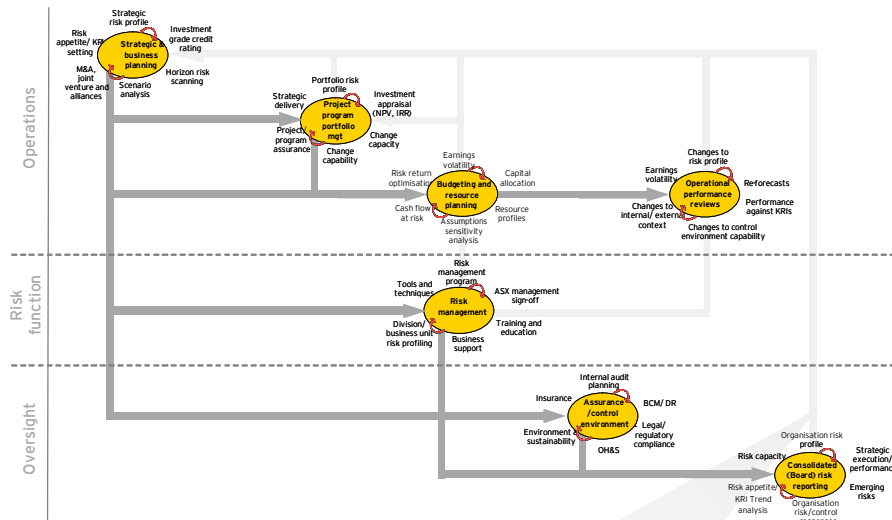 Operations
Strategic
risk profile
Risk
appetite/ KRI
setting
Strategic &
business
planning
Investment
grade credit
rating
M&A,
joint
venture and
alliances
Scenario
analysis
Horizon risk
scanning
Portfolio risk
profile
Strategic
delivery
Project
program
portfolio
mgt
Investment
appraisal
(NPV, IRR)
Project/
program
assurance
Change
capability
Change
capacity
Earnings
volatility
Risk return
optimisation
Budgeting and
resource
planning
Capital
allocation
Cash flow
at risk
Assumptions
sensitivity
analysis
Resource
profiles
Changes to
risk profile
Earnings
volatility
Operational
performance
reviews
Re-forecasts
Changes to
internal/ external
context
Performance
against KRIs
Changes to control
environment capability
Risk
function
Risk
management
program
Tools and
techniques
Risk
management
ASX management
sign-off
Division/
business unit
risk profiling
Business
support
Training and
education
Oversight
Internal audit
planning
Insurance
Assurance
/control
environment
BCM/ DR
Environment &
sustainability
OH&S
Legal/
regulatory
compliance
Organisation risk
profile
Risk capacity
Consolidated
(Board) risk
reporting
Strategic
execution/
performance
Risk appetite/
KRI Trend
analysis
Emerging
risks
Organisation
risk/control